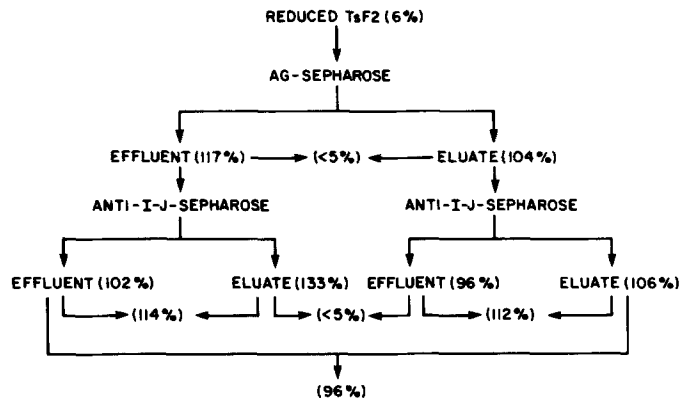 REDUCED TsF2 (6%)
AG-SEPHAROSE
EFFLUENT (117%) (<5%) ELUATE (104%)
ANTI-I-J-SEPHAROSE ANTI-I-J-SEPHAROSE
EFFLUENT (102%) ELUATE (133%) EFFLUENT (96%) ELUATE (106%)
(114%) (<5%) (112%)
(96%)